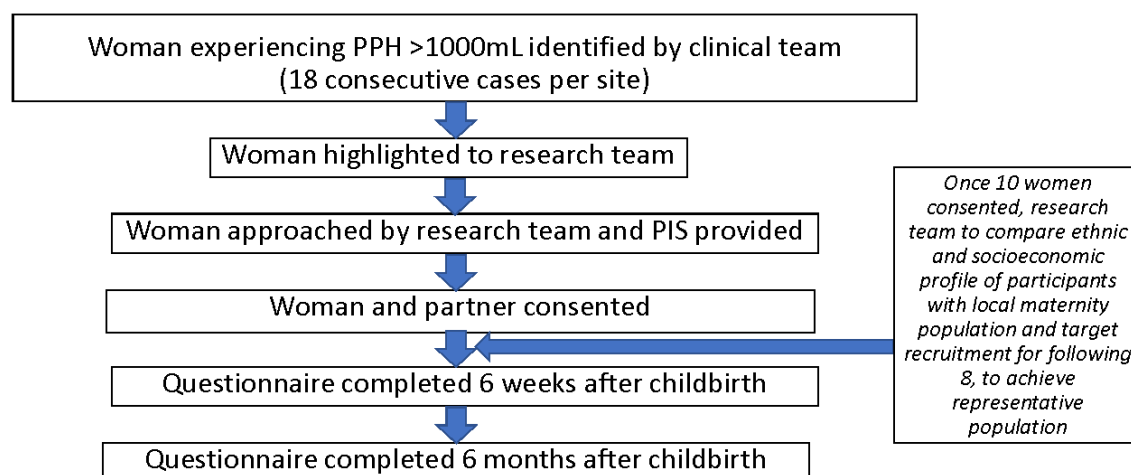 Woman experiencing PPH >1000mL identified by clinical team
(18 consecutive cases per site)
Woman highlighted to research team
Woman approached by research team and PIS provided
Woman and partner consented
Once 10 women
consented, research
team to compare ethnic
and socioeconomic
profile of participants
with local maternity
population and target
recruitment for following
8, to achieve
representative
population
Questionnaire completed 6 weeks after childbirth
Questionnaire completed 6 months after childbirth